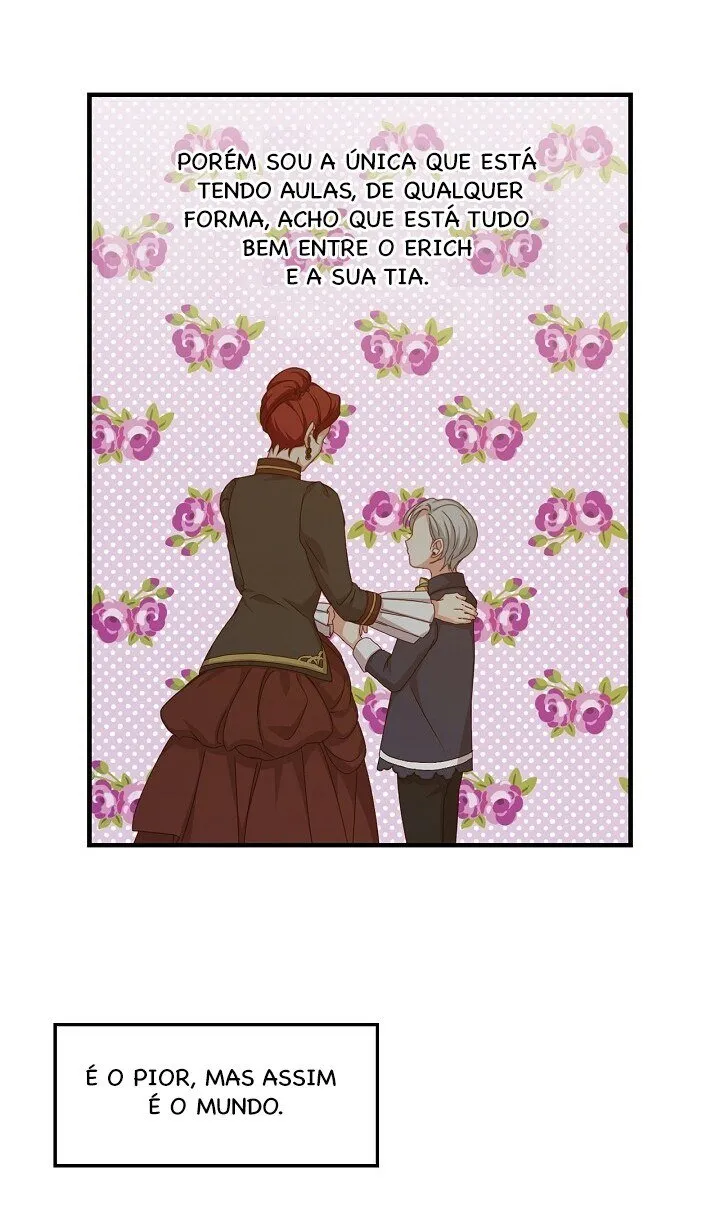 PORÉM SOU A ÚNICA QUE ESTÁ
TENDO AULAS, DE QUALQUER
FORMA, ACHO QUE ESTÁ TUDO
BEM ENTRE O ERICH
E A SUA TIA.
É O PIOR, MAS ASSIM
É O MUNDO.